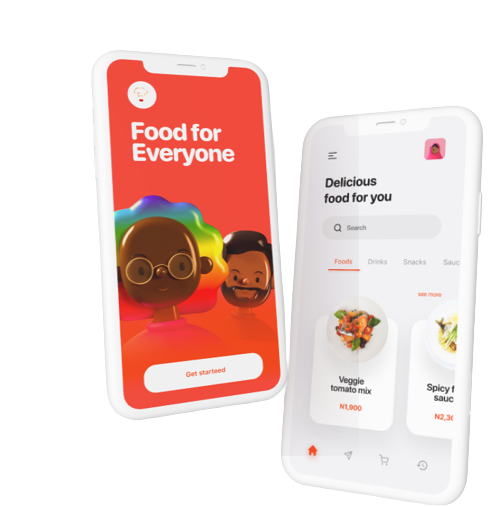 Food for
Everyone
Get starteed
Delicious
food for you
Search
Foods Drinks Snacks Sauc
see more
Veggie
tomato mix
N1,900
Spicy f
sauc
N2,3